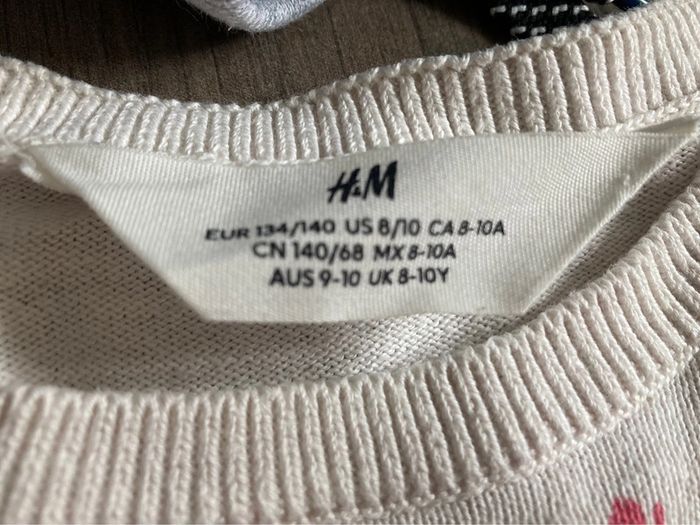 H&M
EUR 134/140 US 8/10 CA 8-10A
CN 140/68 MX 8-10A
AUS 9-10 UK 8-10Y